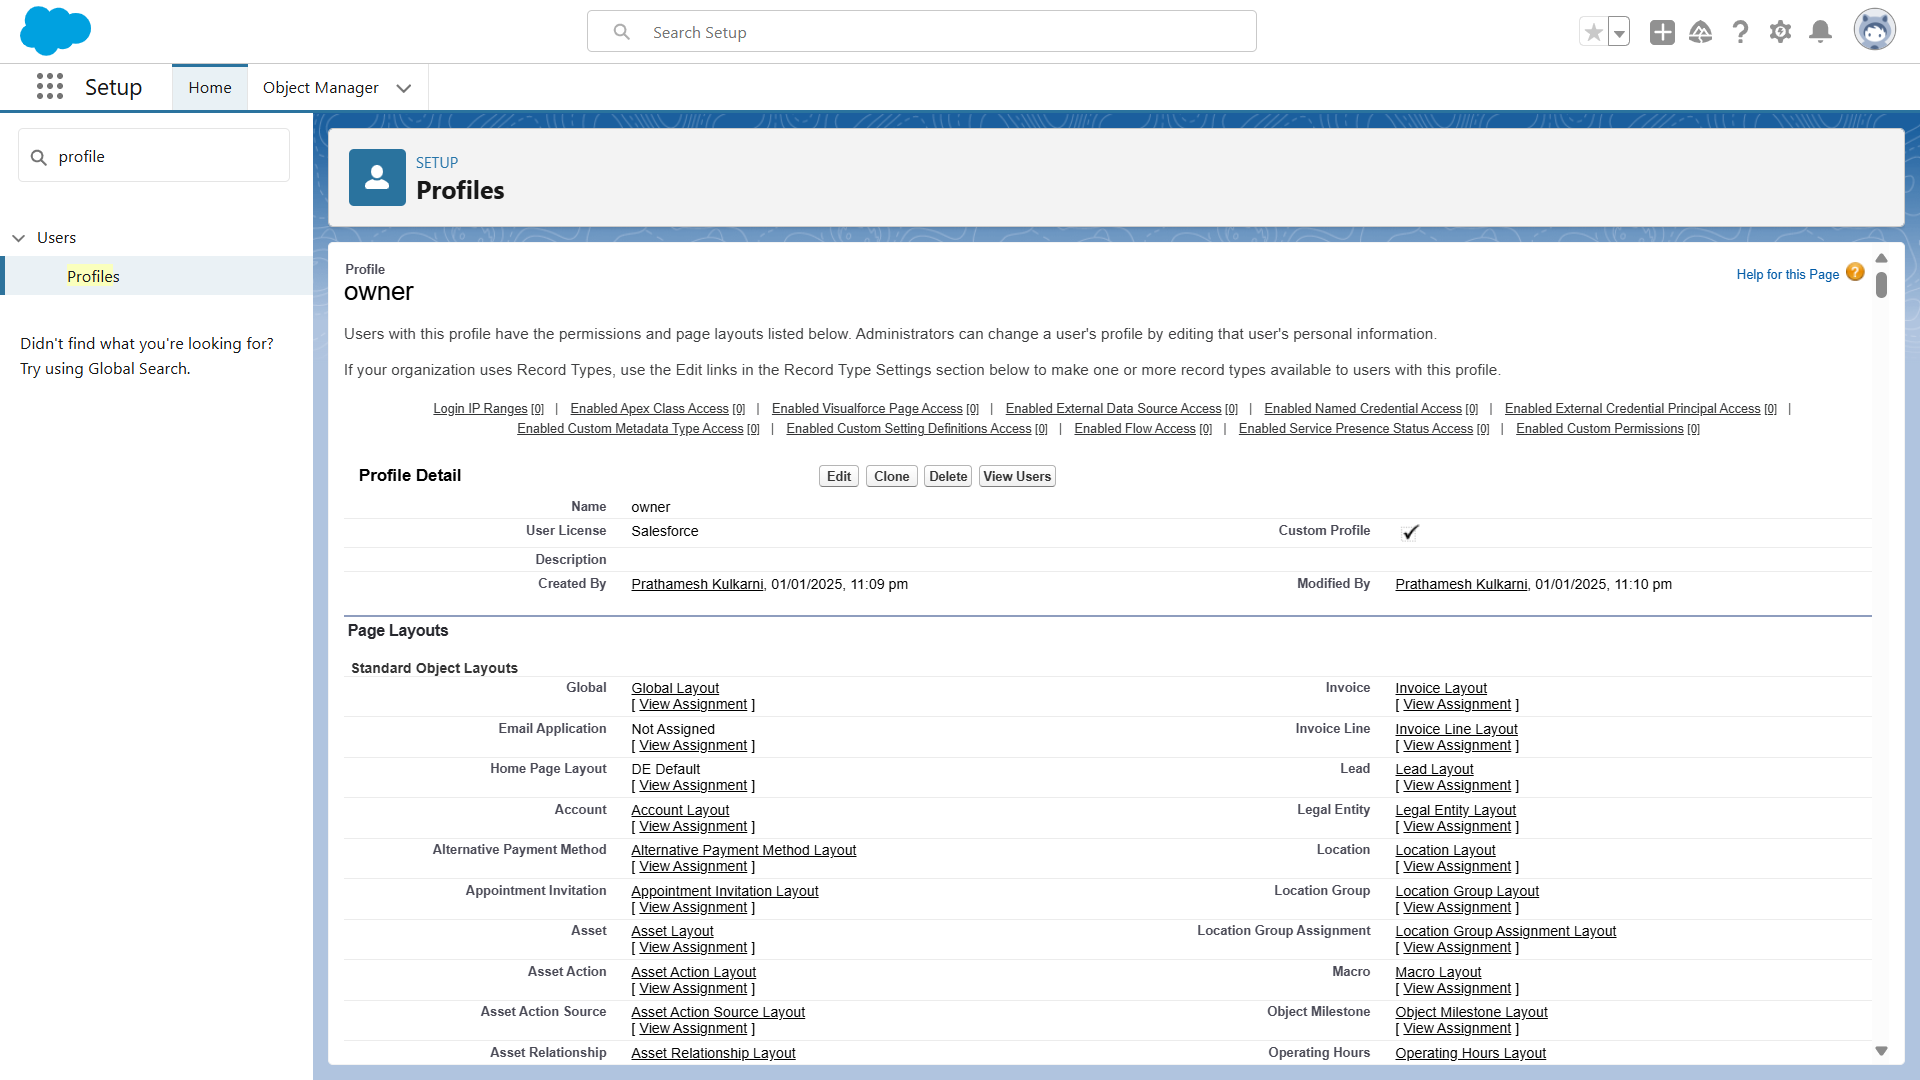 Search Setup
Setup
Home
Object Manager
profile
Users
Profiles
Didn't find what you're looking for?
Try using Global Search.
SETUP
Profiles
Profile
owner
Help for this Page
Users with this profile have the permissions and page layouts listed below. Administrators can change a user's profile by editing that user's personal information.
If your organization uses Record Types, use the Edit links in the Record Type Settings section below to make one or more record types available to users with this profile.
Login IP Ranges [0] | Enabled Apex Class Access [0] | Enabled Visualforce Page Access [0] | Enabled External Data Source Access [0] | Enabled Named Credential Access [0] | Enabled External Credential Principal Access [0] |
Enabled Custom Metadata Type Access [0] | Enabled Custom Setting Definitions Access [0] | Enabled Flow Access [0] | Enabled Service Presence Status Access [0] | Enabled Custom Permissions [0]
Profile Detail Edit Clone Delete View Users
Name owner
User License Salesforce Custom Profile
Description
Created By Prathamesh Kulkarni, 01/01/2025, 11:09 pm Modified By Prathamesh Kulkarni, 01/01/2025, 11:10 pm
Page Layouts
Standard Object Layouts
Global Global Layout Invoice Invoice Layout
[ View Assignment ] [ View Assignment ]
Email Application Not Assigned Invoice Line Invoice Line Layout
[ View Assignment ] [ View Assignment ]
Home Page Layout DE Default Lead Lead Layout
[ View Assignment ] [ View Assignment ]
Account Account Layout Legal Entity Legal Entity Layout
[ View Assignment ] [ View Assignment ]
Alternative Payment Method Alternative Payment Method Layout Location Location Layout
[ View Assignment ] [ View Assignment ]
Appointment Invitation Appointment Invitation Layout Location Group Location Group Layout
[ View Assignment ] [ View Assignment ]
Asset Asset Layout Location Group Assignment Location Group Assignment Layout
[ View Assignment ] [ View Assignment ]
Asset Action Asset Action Layout Macro Macro Layout
[ View Assignment ] [ View Assignment ]
Asset Action Source Asset Action Source Layout Object Milestone Object Milestone Layout
[ View Assignment ] [ View Assignment ]
Asset Relationship Asset Relationship Layout Operating Hours Operating Hours Layout